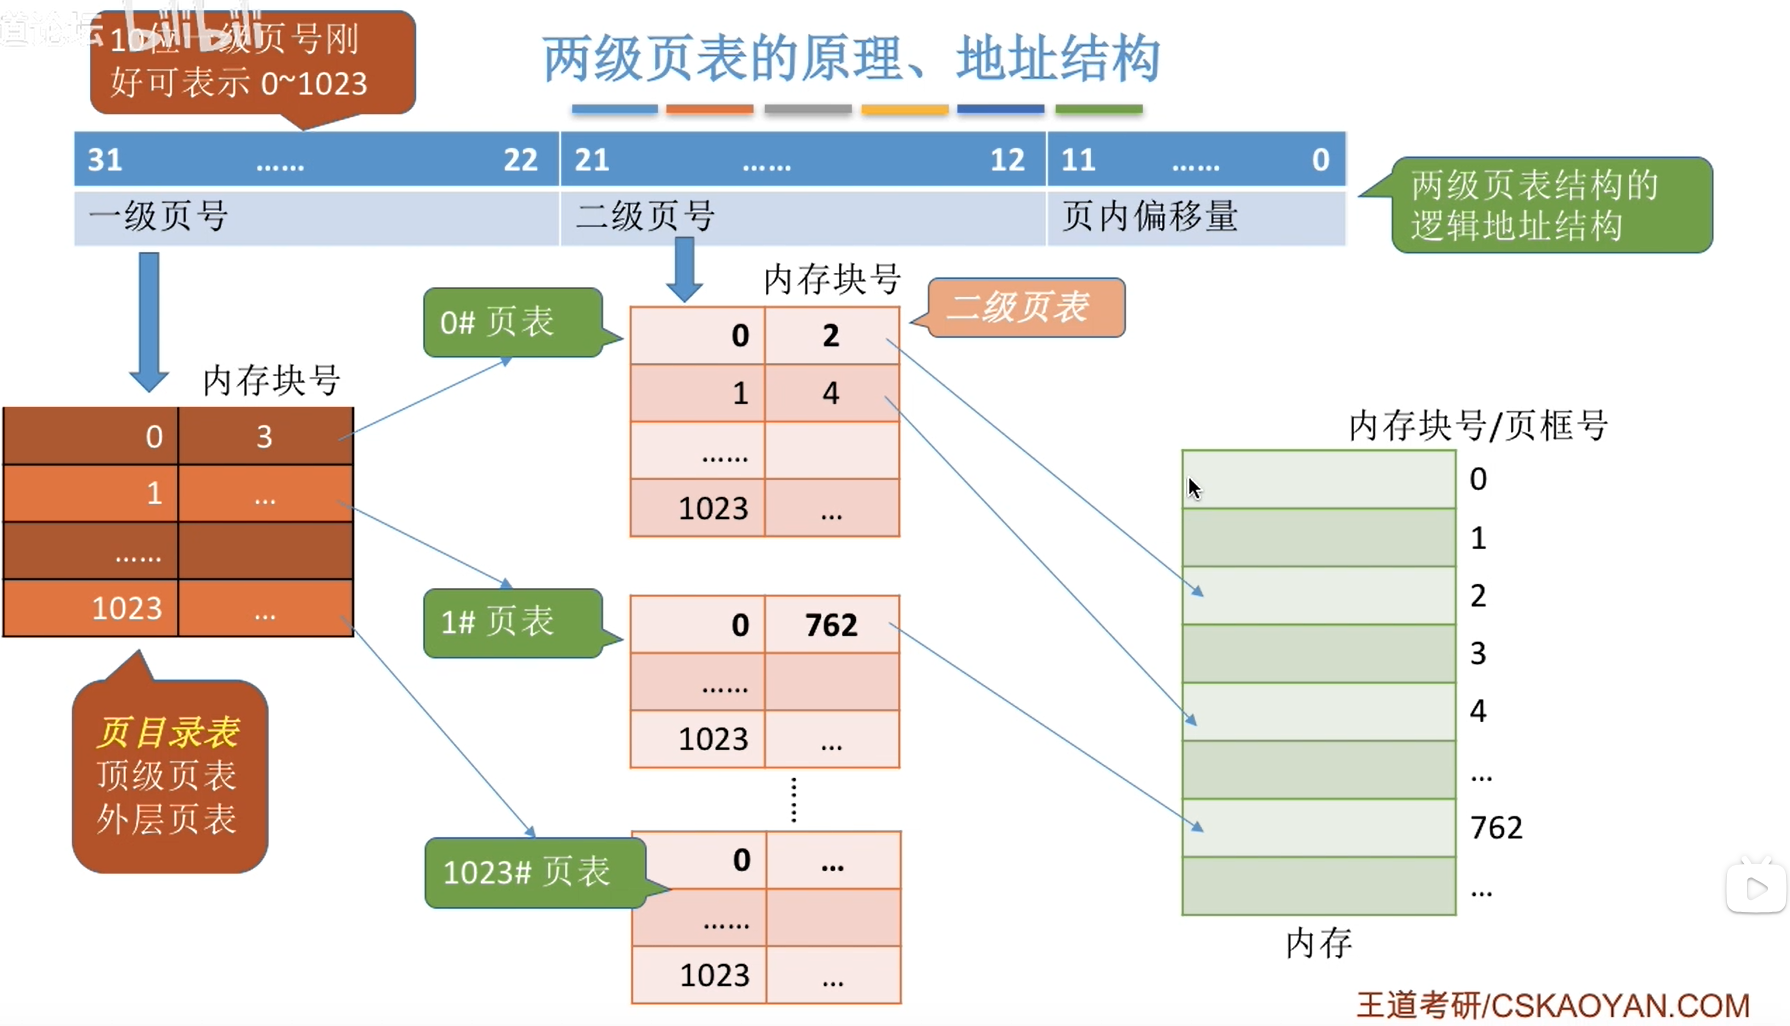 道论坛
bilibili
10位一级页号刚
好可表示 0~1023
两级页表的原理、地址结构
31 …… 22 21 …… 12 11 …… 0
一级页号 二级页号 页内偏移量
两级页表结构的
逻辑地址结构
内存块号
0 3
1 …
……
1023 …
页目录表
顶级页表
外层页表
0# 页表
内存块号
二级页表
0 2
1 4
……
1023 …
1# 页表
0 762
……
1023 …
1023# 页表
0 …
……
1023 …
内存块号/页框号
0
1
2
3
4
…
762
…
内存
王道考研/CSKAOYAN.COM